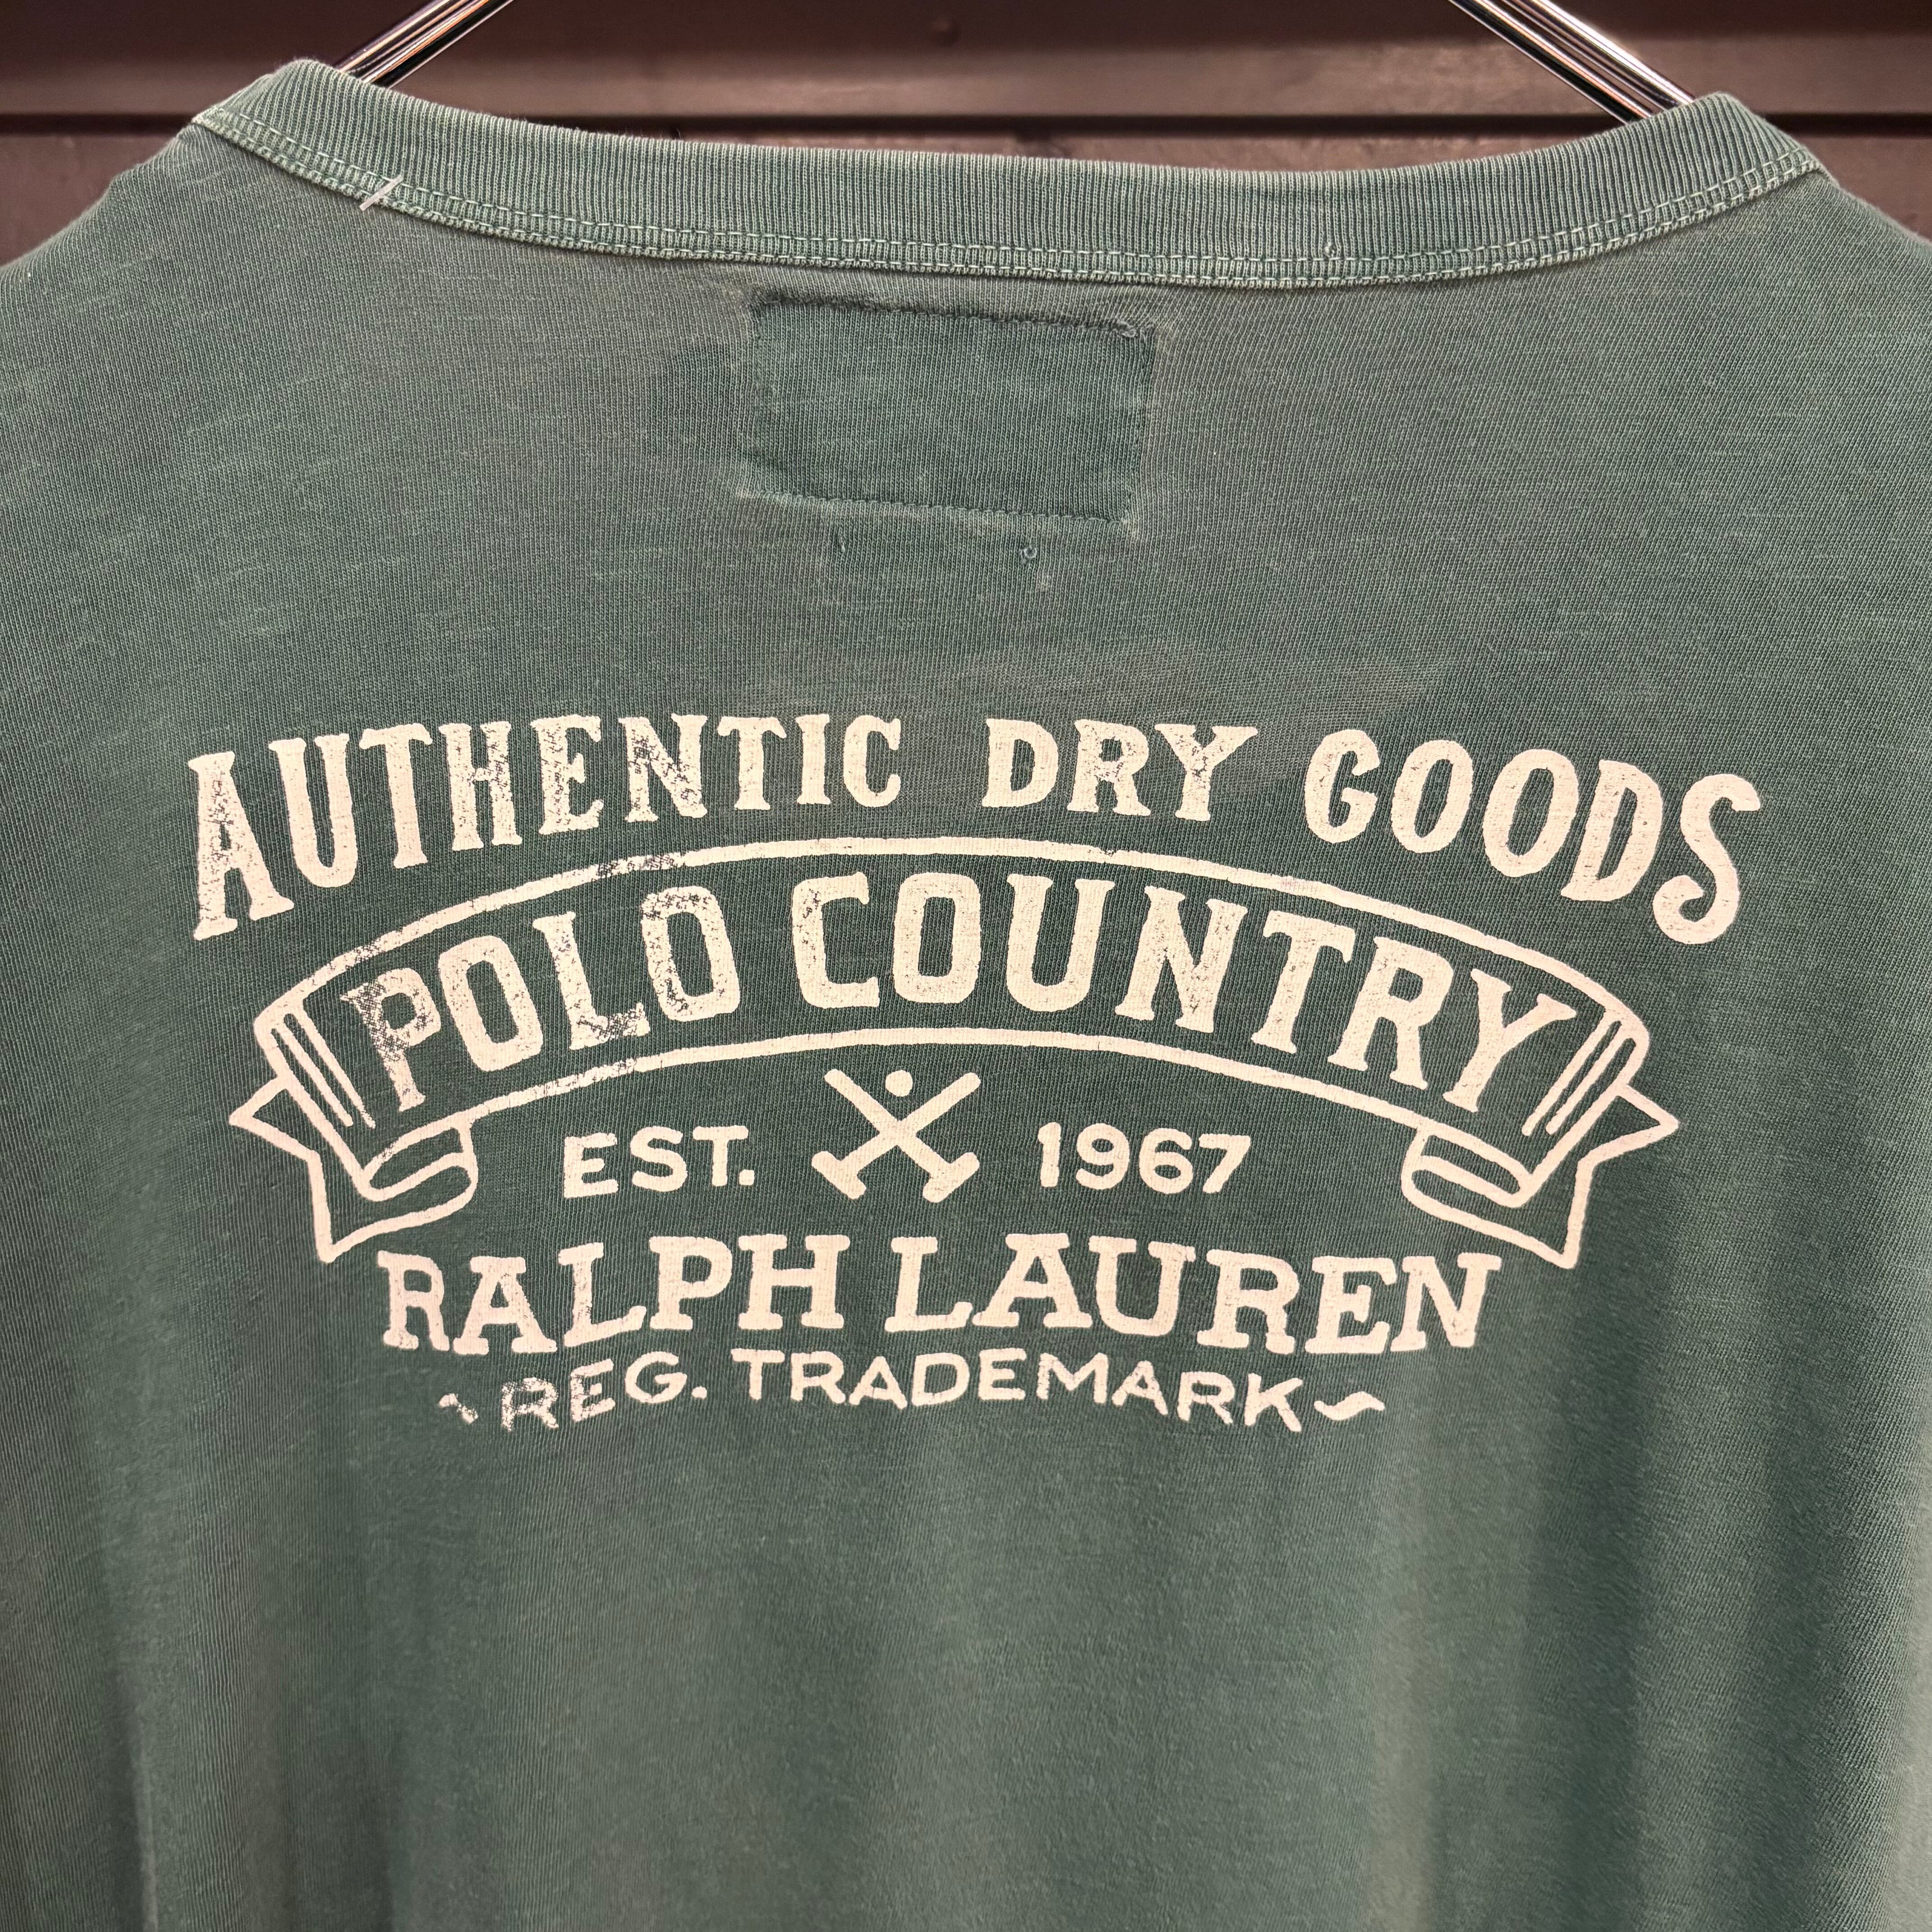 AUTHENTIC DRY GOODS
POLO COUNTRY
EST. 1967
RALPH LAUREN
REG. TRADEMARK